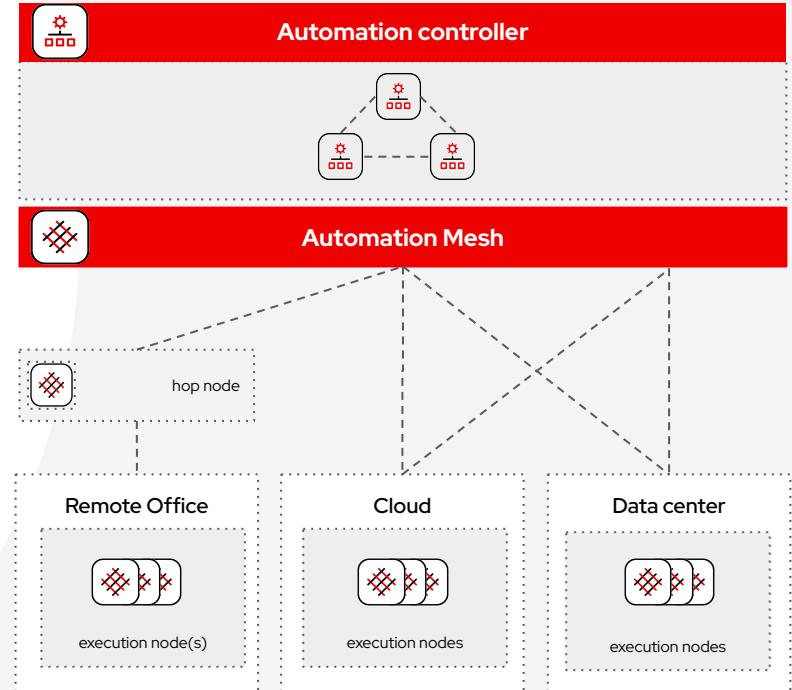 Automation controller
Automation Mesh
hop node
Remote Office
Cloud
Data center
execution node(s)
execution nodes
execution nodes